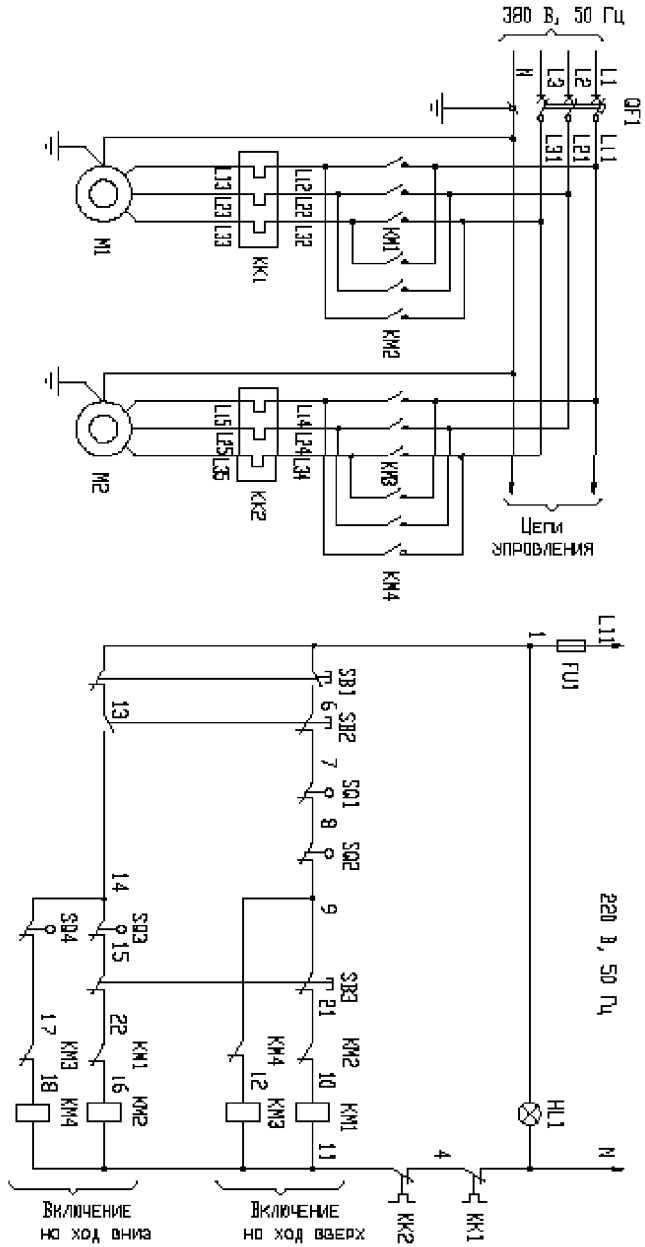 380 В, 50 Гц
L1
L2
L3
N
QF1
L11
L21
L31
L12
L22
L32
L13
L23
L33
KM1
KK1
M1
KM2
L14
L24
L34
L15
L25
L35
KM3
KK2
M2
KM4
Цепи
управления
L11
FU1
1
SB1
6
SB2
13
7
SQ1
8
SQ2
9
14
SQ3
15
SQ4
220 В, 50 Гц
SB3
21
22
17
KM2
10
KM4
12
KM1
16
KM3
18
HL1
N
KM1
11
KM3
KM2
KM4
4
KK1
KK2
Включение
на ход вверх
Включение
на ход вниз